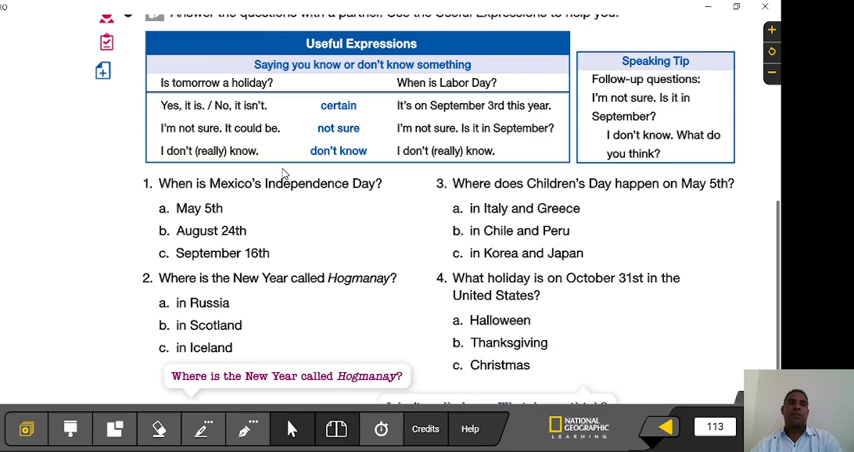 Answer the questions with a partner. Use the Useful Expressions to help you.
Useful Expressions
Saying you know or don't know something
Is tomorrow a holiday? When is Labor Day?
Yes, it is. / No, it isn't. certain It's on September 3rd this year.
I'm not sure. It could be. not sure I'm not sure. Is it in September?
I don't (really) know. don't know I don't (really) know.
Speaking Tip
Follow-up questions:
I'm not sure. Is it in
September?
I don't know. What do
you think?
1. When is Mexico's Independence Day?
a. May 5th
b. August 24th
c. September 16th
2. Where is the New Year called Hogmanay?
a. in Russia
b. in Scotland
c. in Iceland
3. Where does Children's Day happen on May 5th?
a. in Italy and Greece
b. in Chile and Peru
c. in Korea and Japan
4. What holiday is on October 31st in the
United States?
a. Halloween
b. Thanksgiving
c. Christmas
Where is the New Year called Hogmanay?
Credits
Help
NATIONAL
GEOGRAPHIC
LEARNING
113